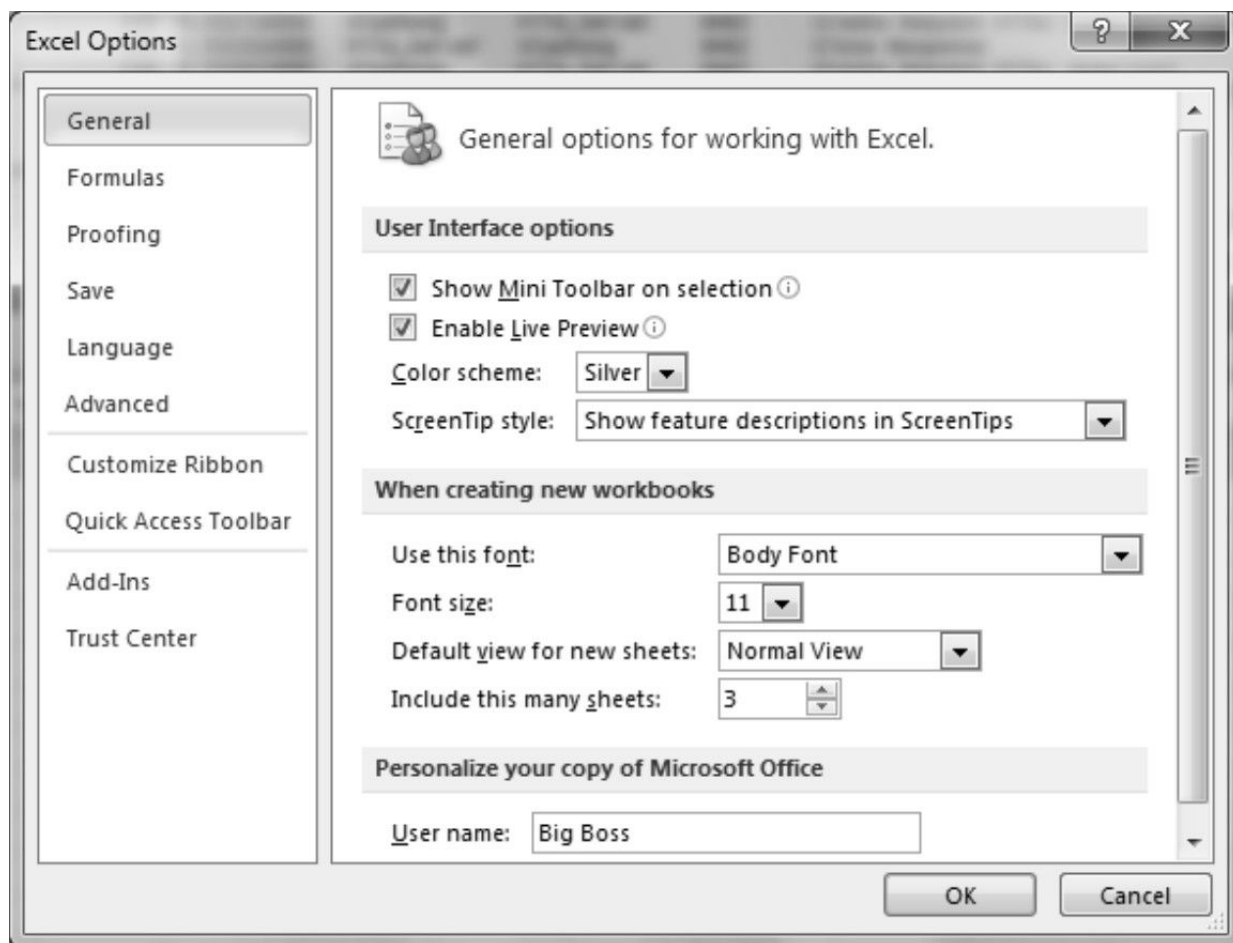 Excel Options
General
Formulas
Proofing
Save
Language
Advanced
Customize Ribbon
Quick Access Toolbar
Add-Ins
Trust Center
General options for working with Excel.
User Interface options
Show Mini Toolbar on selection
Enable Live Preview
Color scheme: Silver
ScreenTip style: Show feature descriptions in ScreenTips
When creating new workbooks
Use this font: Body Font
Font size: 11
Default view for new sheets: Normal View
Include this many sheets: 3
Personalize your copy of Microsoft Office
User name: Big Boss
OK Cancel